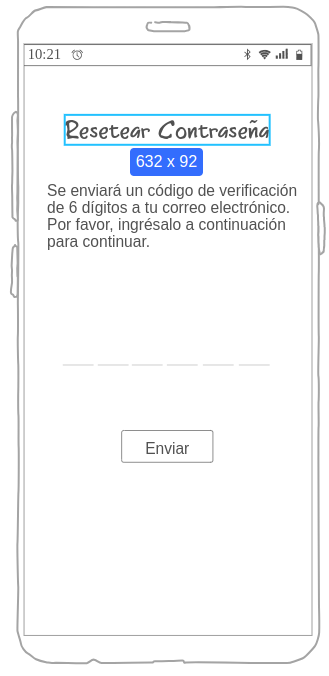 10:21
Resetear Contraseña
632 x 92
Se enviará un código de verificación
de 6 dígitos a tu correo electrónico.
Por favor, ingrésalo a continuación
para continuar.
Enviar